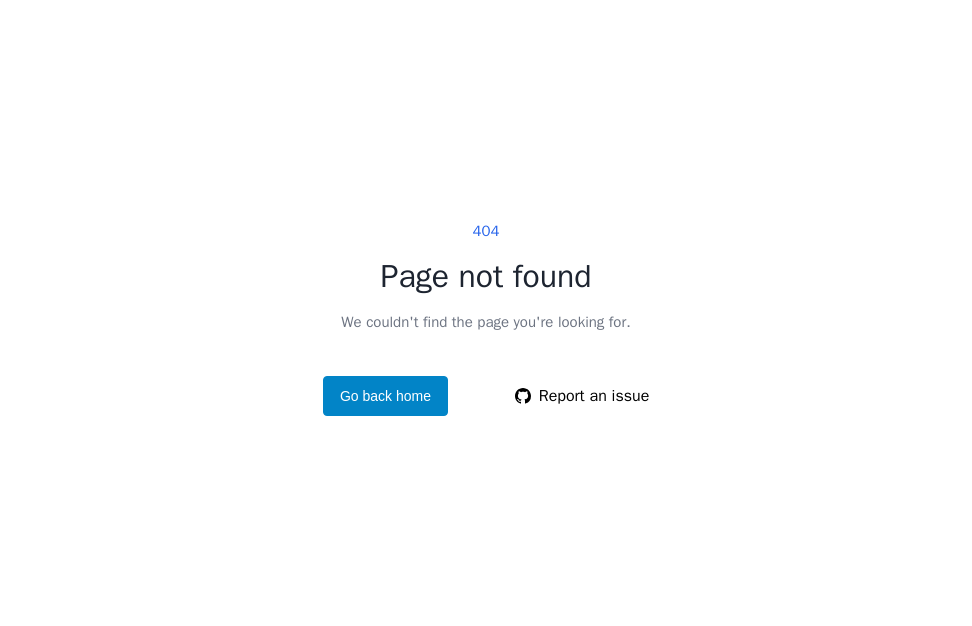 404
Page not found
We couldn't find the page you're looking for.
Go back home
Report an issue